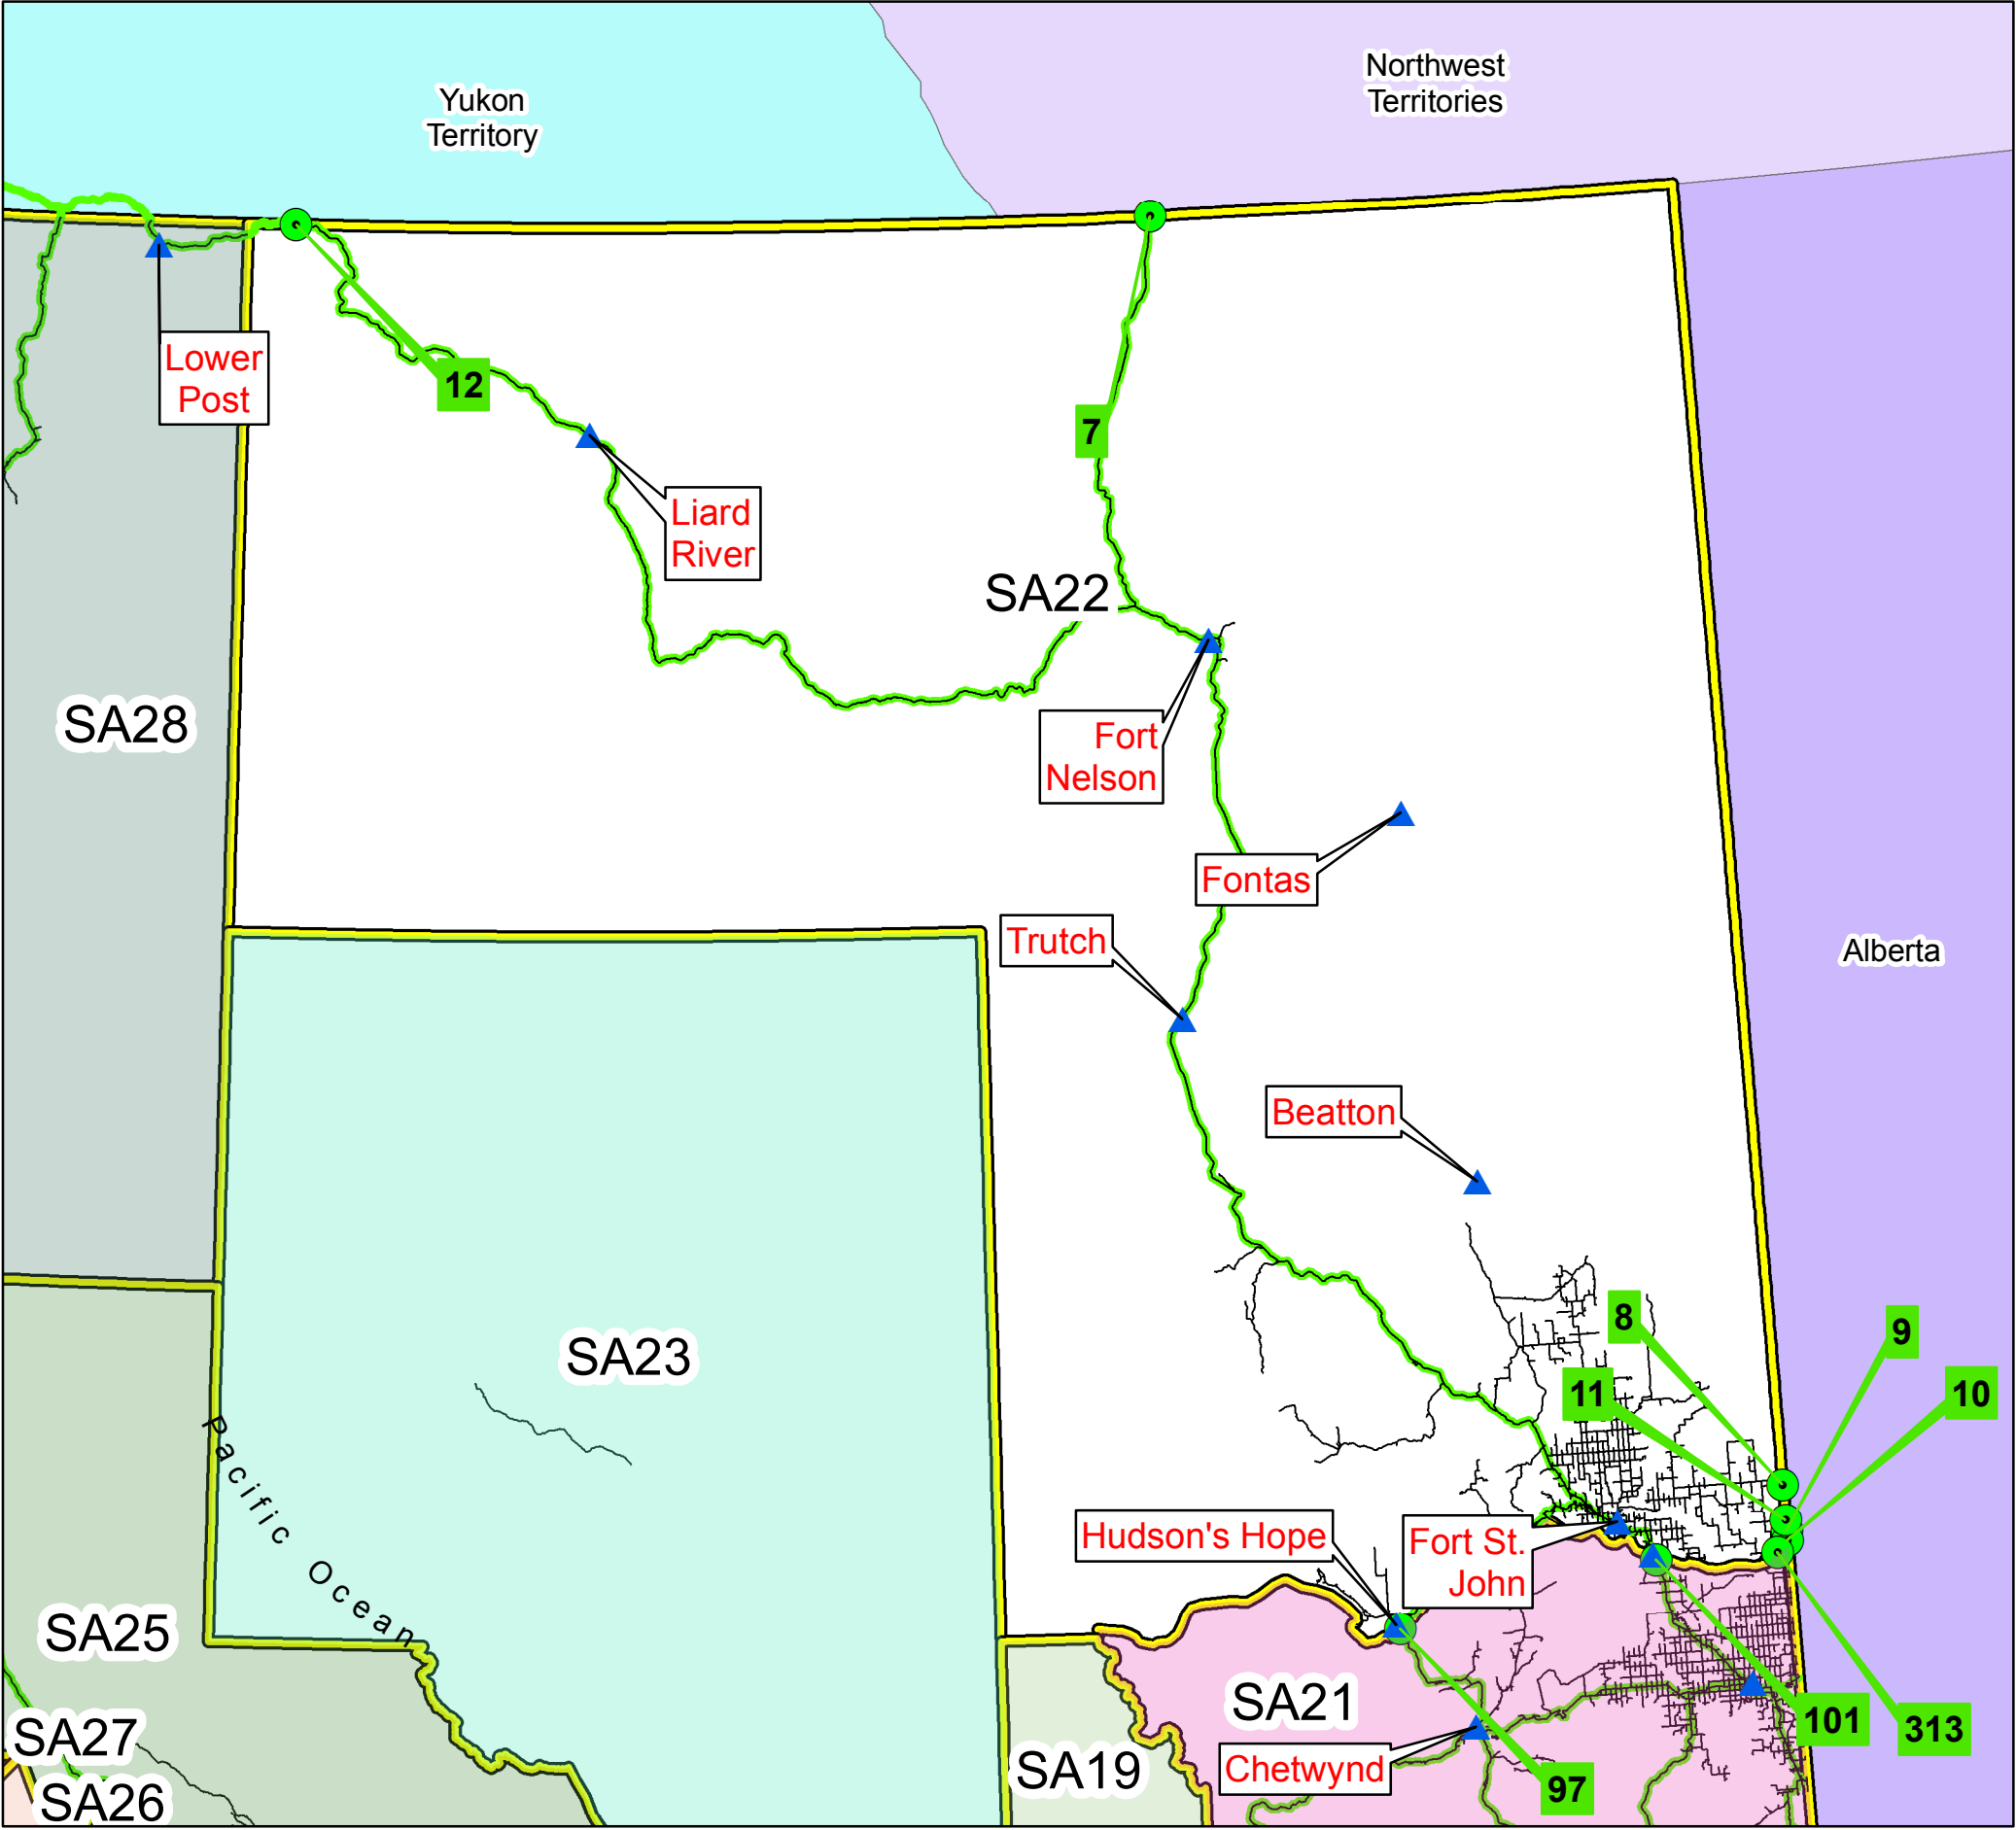 Northwest
Territories
Yukon
Territory
Lower
Post
12
7
Liard
River
SA22
SA28
Fort
Nelson
Fontas
Trutch
Alberta
Beatton
8
9
SA23
11
10
Pacific Ocean
Hudson's Hope
Fort St.
John
SA25
SA21
101
313
SA27
SA19
Chetwynd
97
SA26